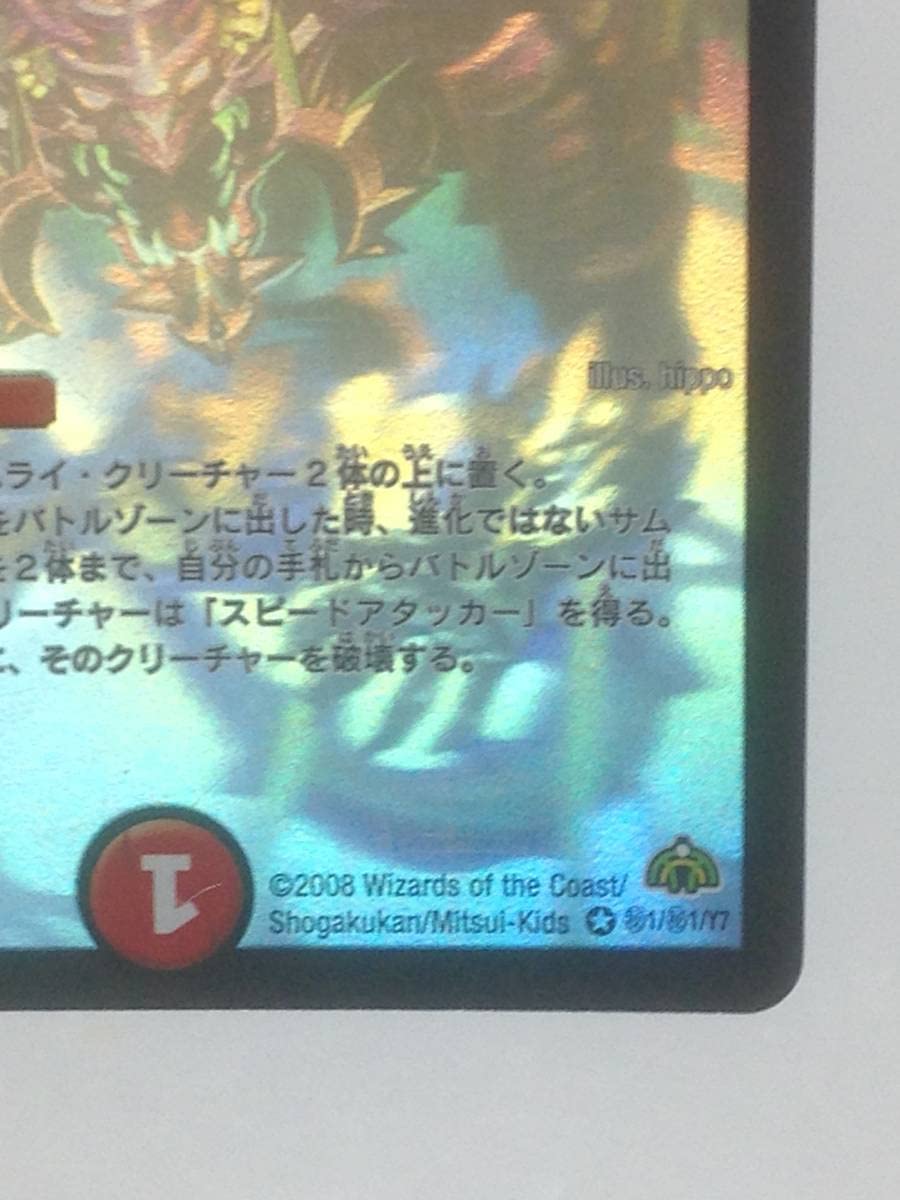 illus. hippo
ライ・クリーチャー2体の上に置く。
をバトルゾーンに出した時、進化ではないサム
を2体まで、自分の手札からバトルゾーンに出
リーチャーは「スピードアタッカー」を得る。
、そのクリーチャーを破壊する。
1
©2008 Wizards of the Coast/
Shogakukan/Mitsui-Kids 1/1/Y7